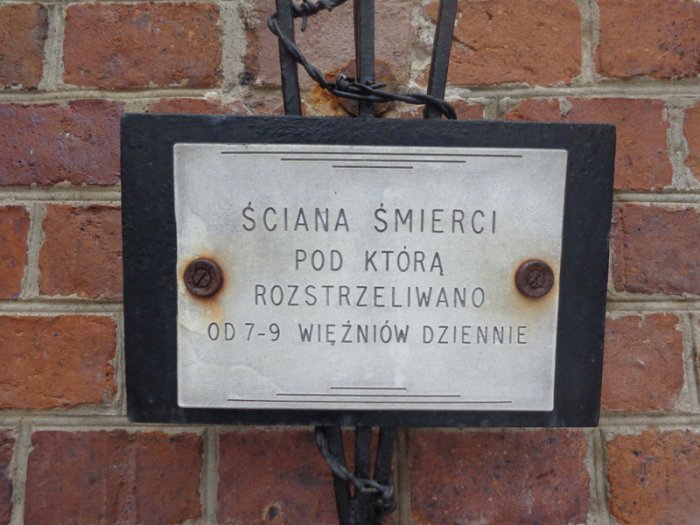 ŚCIANA ŚMIERCI
POD KTÓRĄ
ROZSTRZELIWANO
OD 7-9 WIĘŹNIÓW DZIENNIE